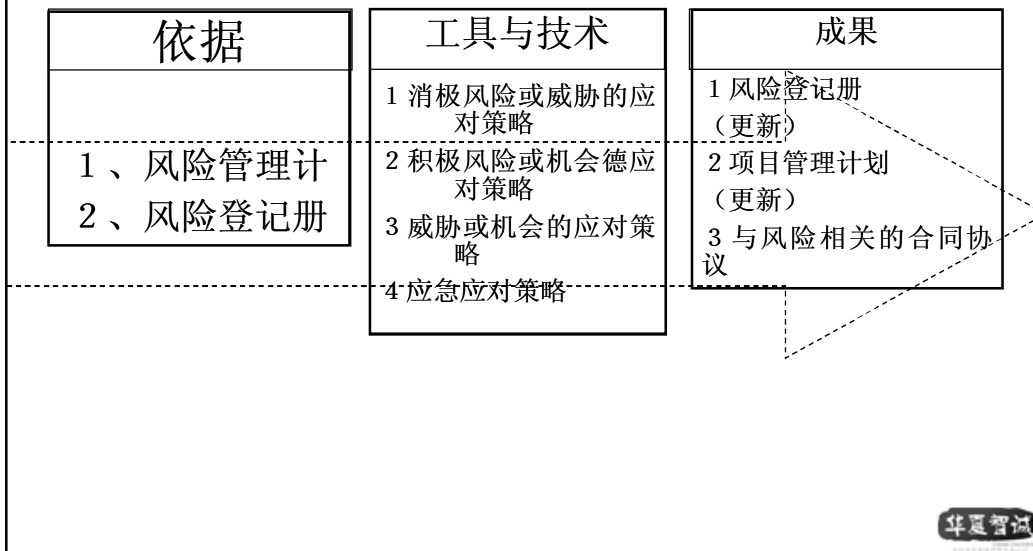 依据
1、风险管理计
2、风险登记册
工具与技术
1 消极风险或威胁的应
对策略
2 积极风险或机会德应
对策略
3 威胁或机会的应对策
略
4 应急应对策略
成果
1 风险登记册
（更新）
2 项目管理计划
（更新）
3 与风险相关的合同协
议
华夏智诚